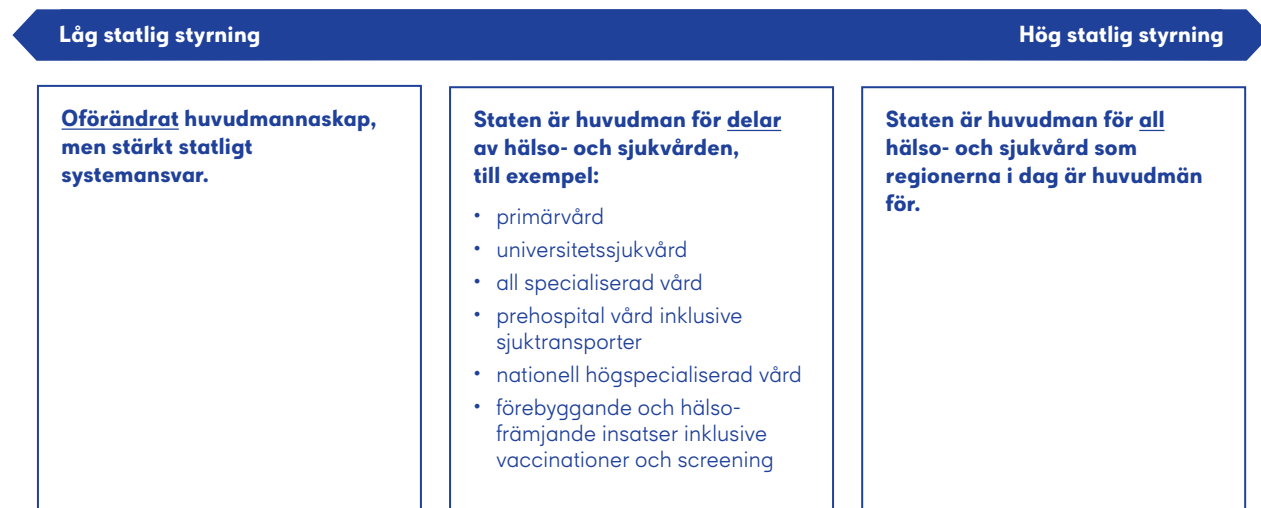 Låg statlig styrning
Hög statlig styrning
Oförändrat huvudmannaskap,
men stärkt statligt
systemansvar.
Staten är huvudman för delar
av hälso- och sjukvården,
till exempel:
• primärvård
• universitetssjukvård
• all specialiserad vård
• prehospital vård inklusive
sjuktransporter
• nationell högspecialiserad vård
• förebyggande och hälso-
främjande insatser inklusive
vaccinationer och screening
Staten är huvudman för all
hälso- och sjukvård som
regionerna i dag är huvudmän
för.